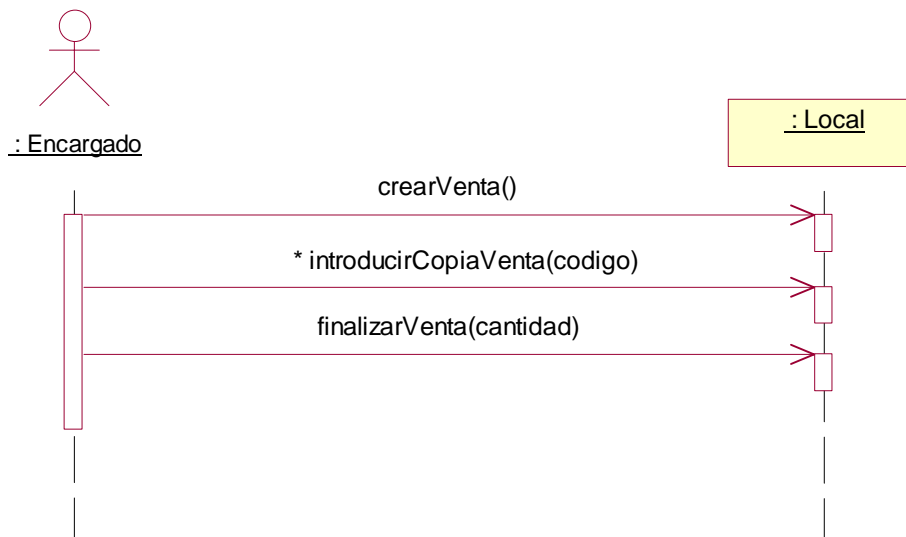 : Encargado
: Local
crearVenta()
* introducirCopiaVenta(codigo)
finalizarVenta(cantidad)